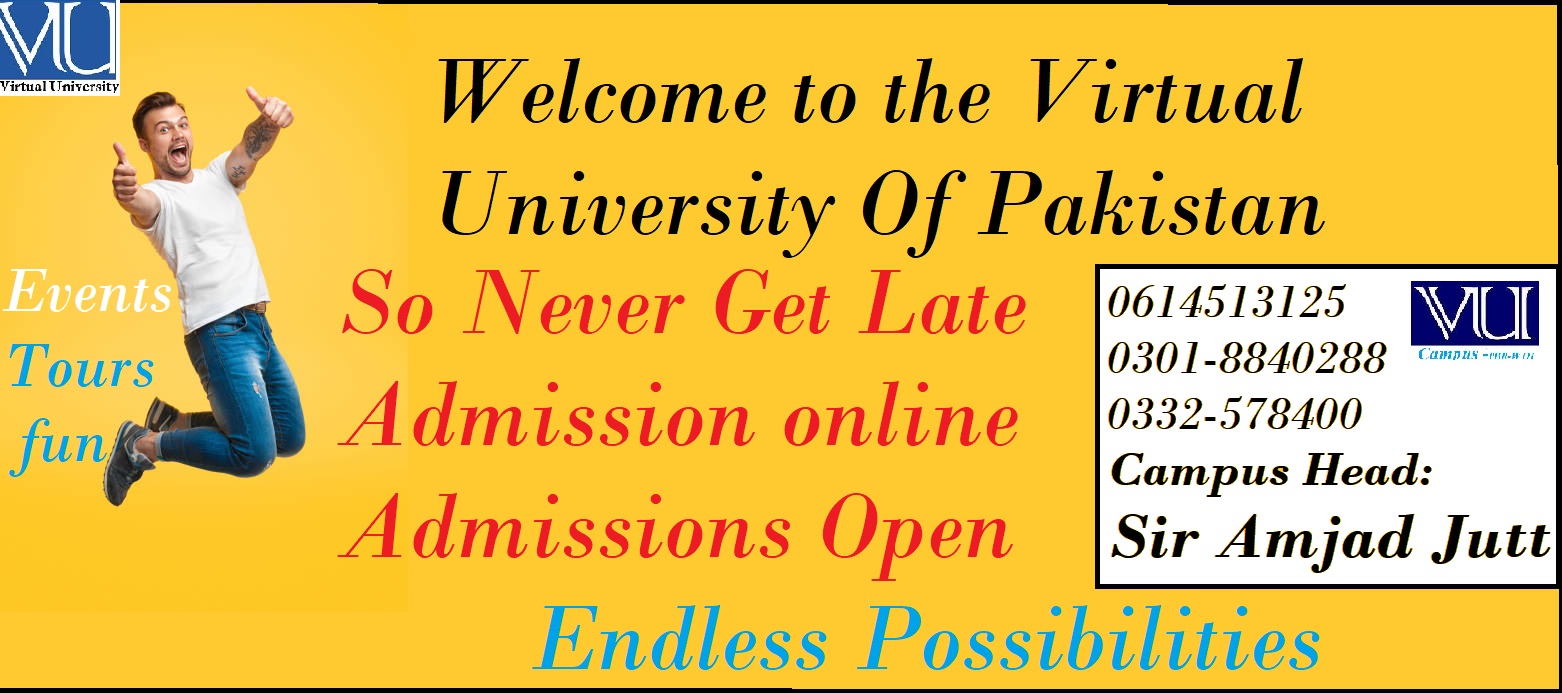 VU
Virtual University
Welcome to the Virtual
University Of Pakistan
Events
Tours
fun
So Never Get Late
Admission online
Admissions Open
0614513125
0301-8840288
0332-578400
Campus Head:
Sir Amjad Jutt
VU
Campus -
Endless Possibilities